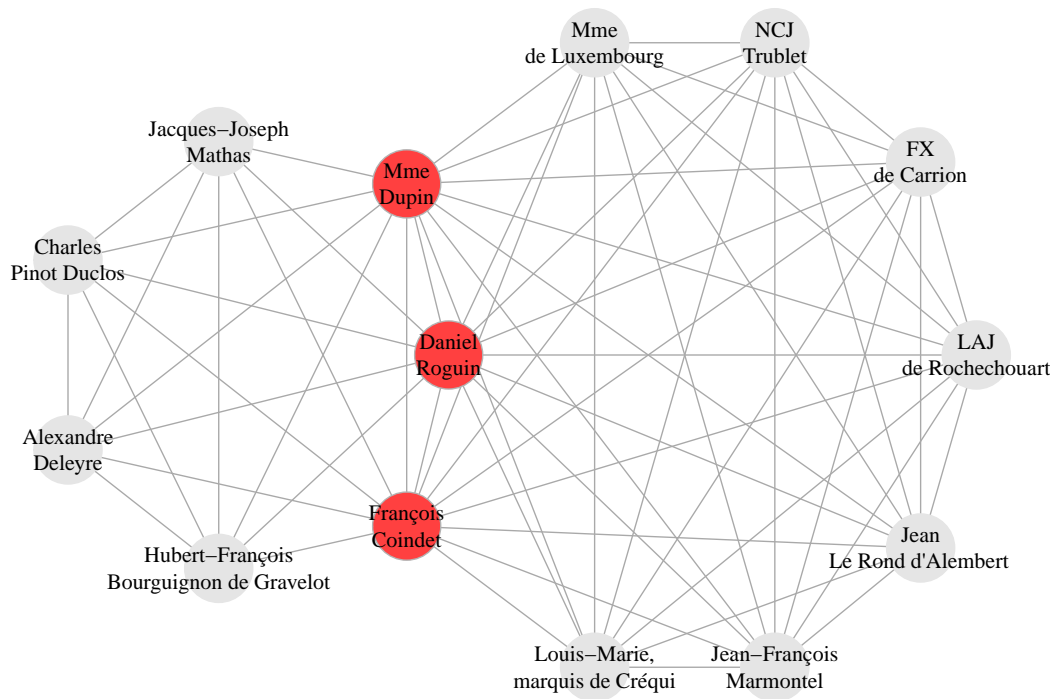 Mme
de Luxembourg
NCJ
Trublet
Jacques−Joseph
Mathas
FX
de Carrion
Mme
Dupin
Charles
Pinot Duclos
Daniel
Roguin
LAJ
de Rochechouart
Alexandre
Deleyre
François
Coindet
Jean
Le Rond d'Alembert
Hubert−François
Bourguignon de Gravelot
Louis−Marie,
marquis de Créqui
Jean−François
Marmontel